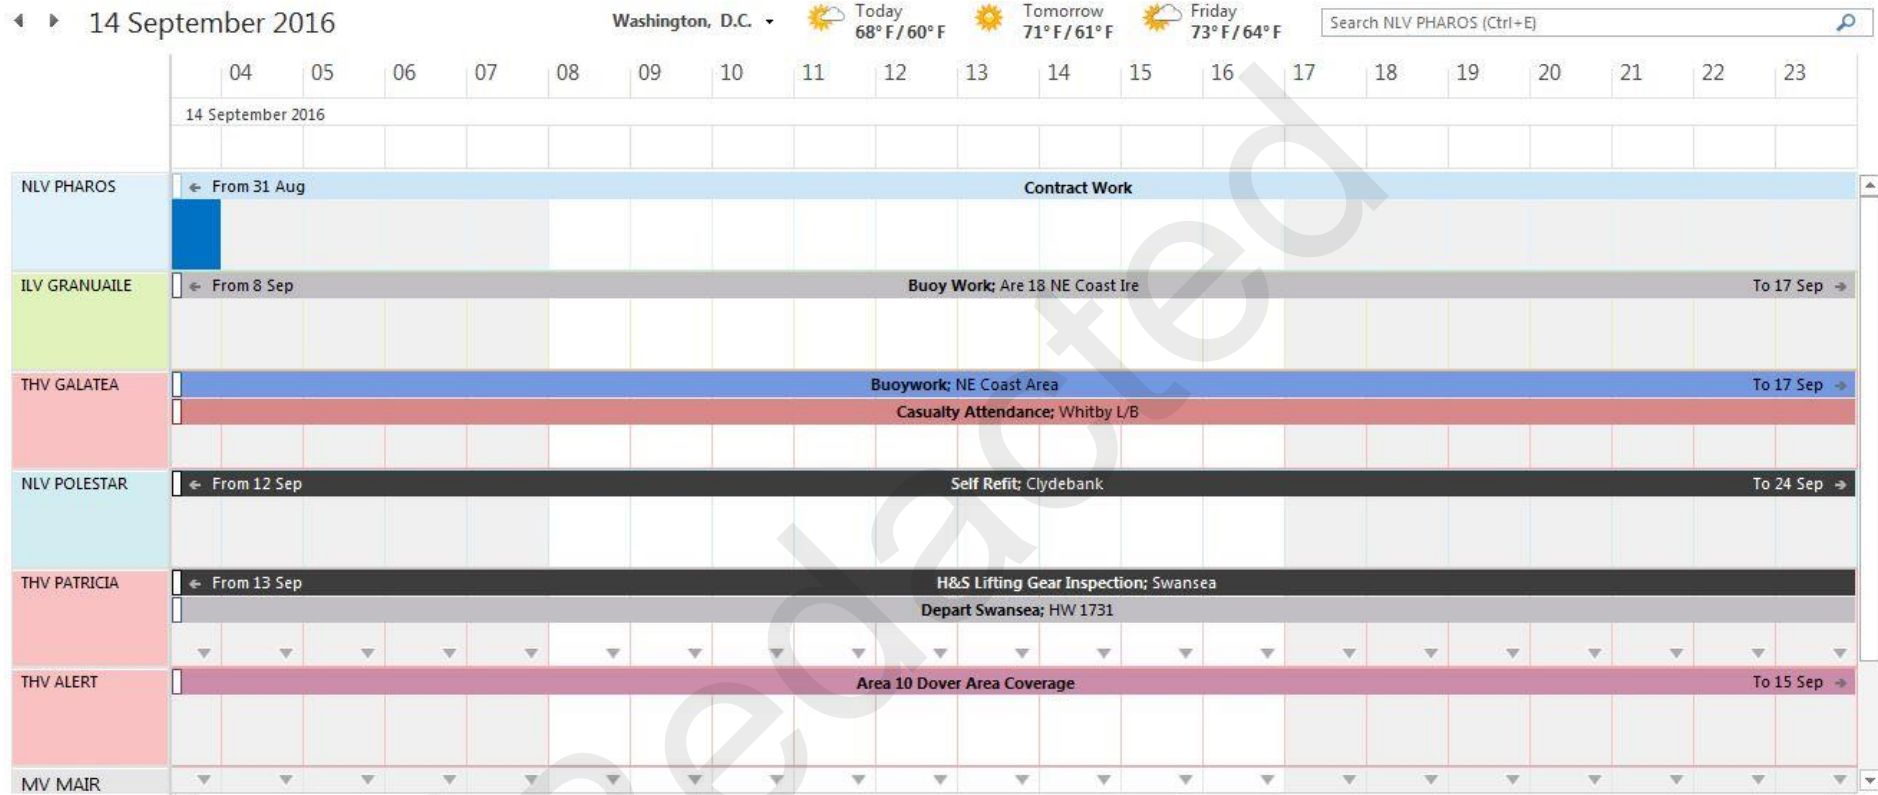 14 September 2016 Washington, D.C. Today 68° F / 60° F Tomorrow 71° F / 61° F Friday 73° F / 64° F Search NLV PHAROS (Ctrl+E)
04 05 06 07 08 09 10 11 12 13 14 15 16 17 18 19 20 21 22 23
14 September 2016
NLV PHAROS ← From 31 Aug Contract Work
ILV GRANUAILE ← From 8 Sep Buoy Work; Are 18 NE Coast Ire To 17 Sep →
THV GALATEA Buoywork; NE Coast Area To 17 Sep →
Casualty Attendance; Whitby L/B
NLV POLESTAR ← From 12 Sep Self Refit; Clydebank To 24 Sep →
THV PATRICIA ← From 13 Sep H&S Lifting Gear Inspection; Swansea
Depart Swansea; HW 1731
THV ALERT Area 10 Dover Area Coverage To 15 Sep →
MV MAIR
Redacted